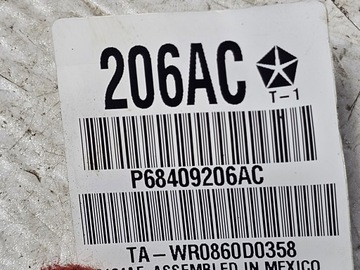 206AC
T-1
P68409206AC
TA-WR0860D0358
ASSEMBLED IN MEXICO